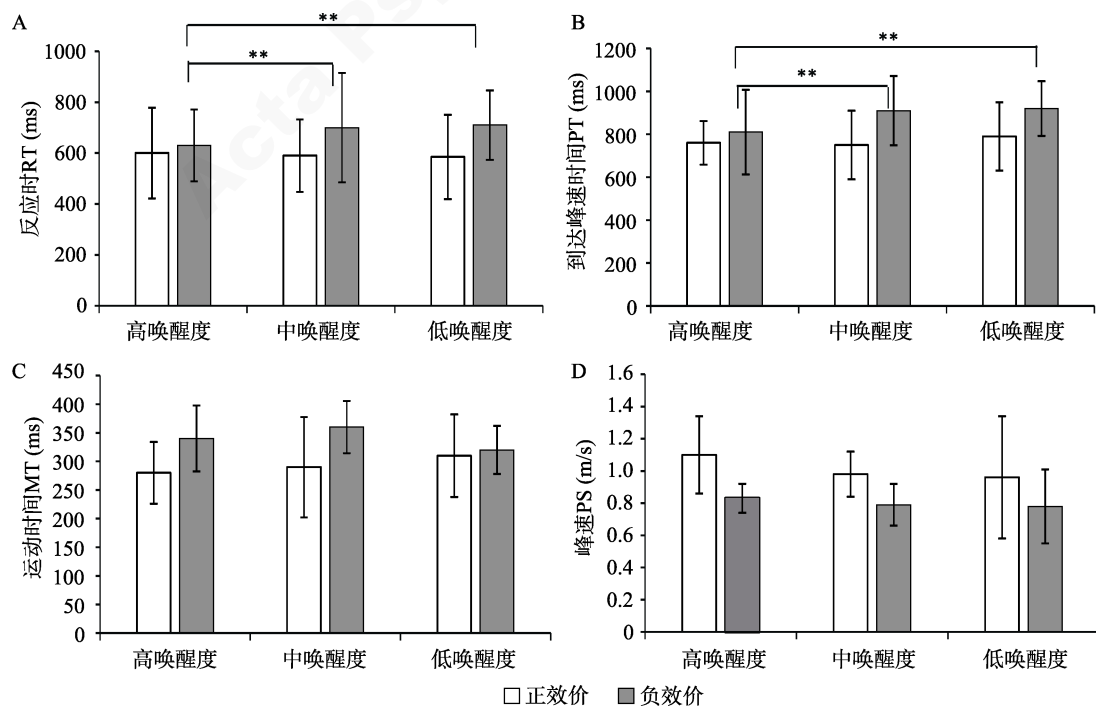 A
**
**
1000
800
600
400
200
0
反应时RT (ms)
高唤醒度 中唤醒度 低唤醒度
B
**
**
1200
1000
800
600
400
200
0
到达峰速时间PT (ms)
高唤醒度 中唤醒度 低唤醒度
C
450
400
350
300
250
200
150
100
50
0
运动时间MT (ms)
高唤醒度 中唤醒度 低唤醒度
D
1.6
1.4
1.2
1.0
0.8
0.6
0.4
0.2
0
峰速PS (m/s)
高唤醒度 中唤醒度 低唤醒度
正效价 负效价
Acta